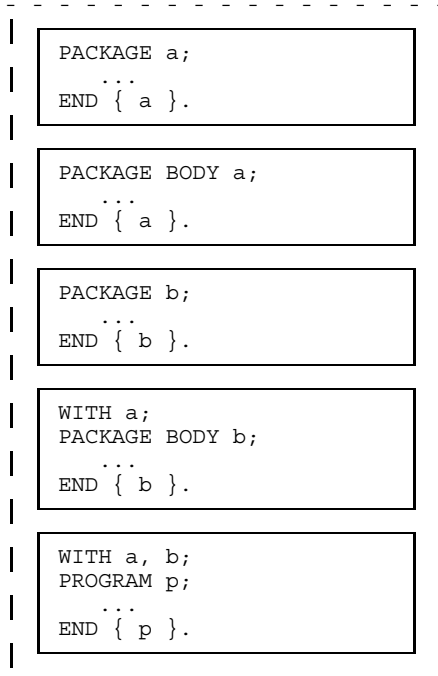 PACKAGE a;
...
END { a }.
PACKAGE BODY a;
...
END { a }.
PACKAGE b;
...
END { b }.
WITH a;
PACKAGE BODY b;
...
END { b }.
WITH a, b;
PROGRAM p;
...
END { p }.